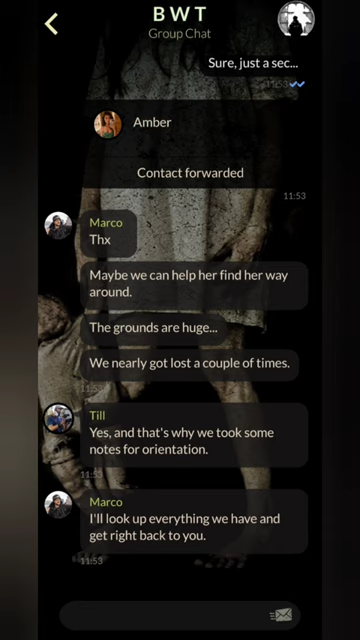 B W T
Group Chat
Sure, just a sec...
11:53
Amber
Contact forwarded
11:53
Marco
Thx
Maybe we can help her find her way
around.
The grounds are huge...
We nearly got lost a couple of times.
11:53
Till
Yes, and that's why we took some
notes for orientation.
11:53
Marco
I'll look up everything we have and
get right back to you.
11:53